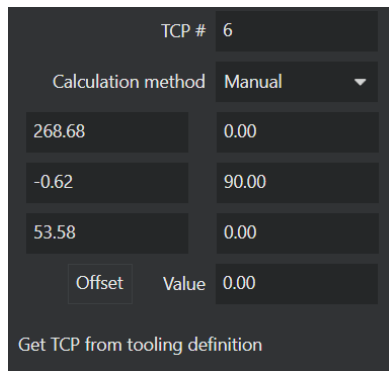 TCP # 6
Calculation method Manual
268.68 0.00
-0.62 90.00
53.58 0.00
Offset Value 0.00
Get TCP from tooling definition